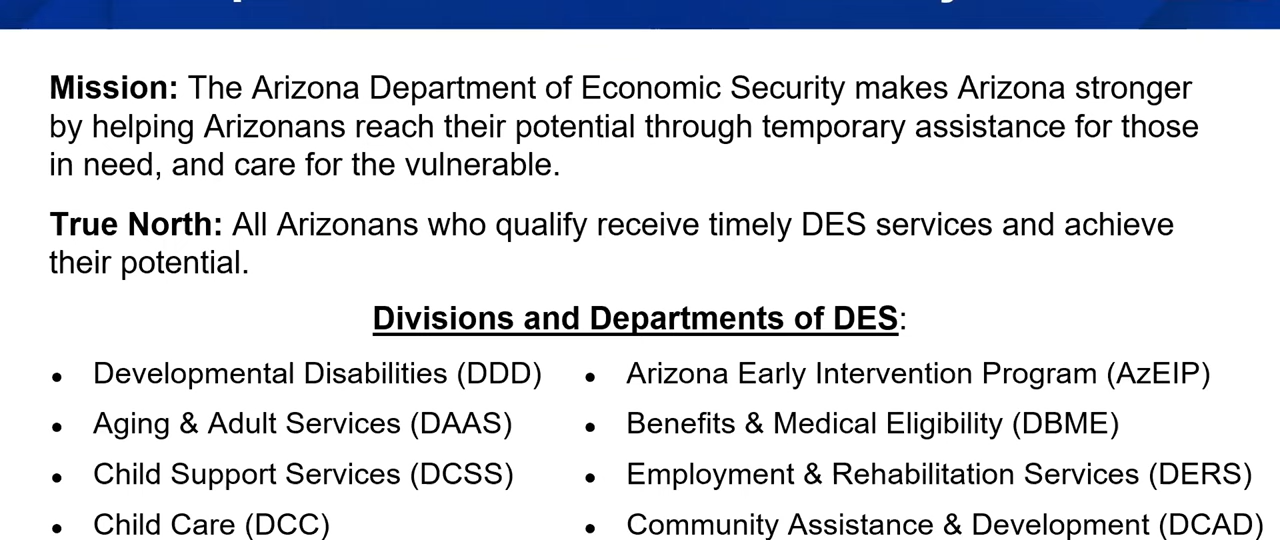 Mission: The Arizona Department of Economic Security makes Arizona stronger
by helping Arizonans reach their potential through temporary assistance for those
in need, and care for the vulnerable.
True North: All Arizonans who qualify receive timely DES services and achieve
their potential.
Divisions and Departments of DES:
• Developmental Disabilities (DDD)
• Aging & Adult Services (DAAS)
• Child Support Services (DCSS)
• Child Care (DCC)
• Arizona Early Intervention Program (AzEIP)
• Benefits & Medical Eligibility (DBME)
• Employment & Rehabilitation Services (DERS)
• Community Assistance & Development (DCAD)